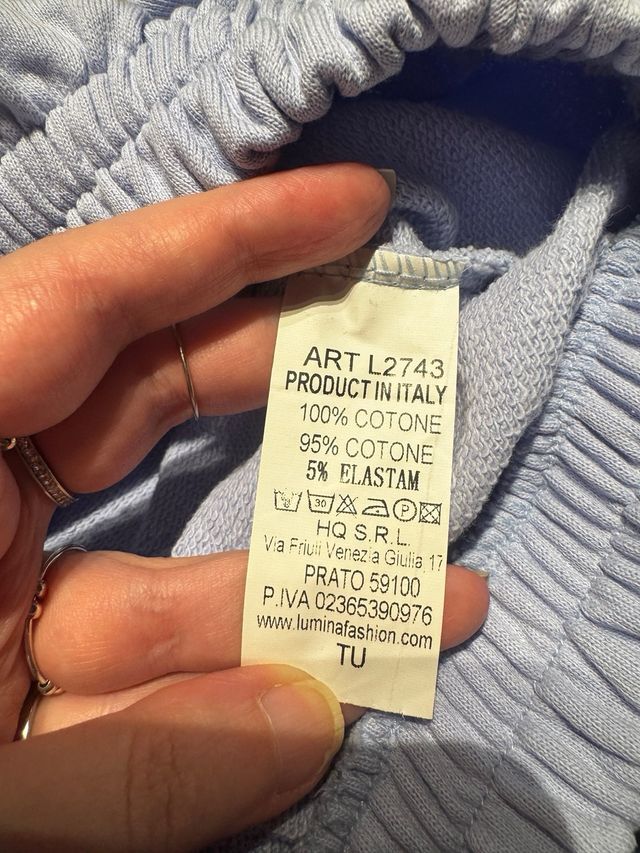 ART L2743
PRODUCT IN ITALY
100% COTONE
95% COTONE
5% ELASTAM
30 P
HQ S.R.L.
Via Friuli Venezia Giulia,17
PRATO 59100
P.IVA 02365390976
www.luminafashion.com
TU